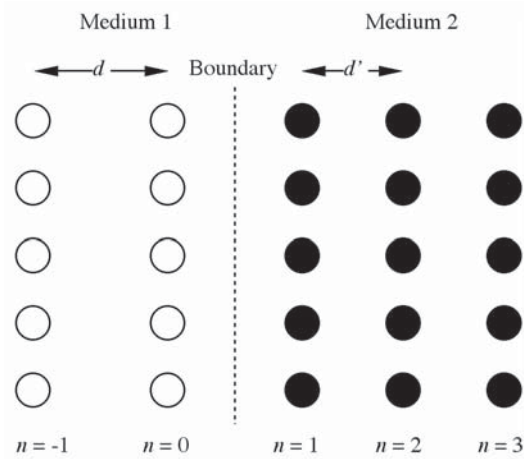 Medium 1 Medium 2
d Boundary d'
n = -1 n = 0 n = 1 n = 2 n = 3